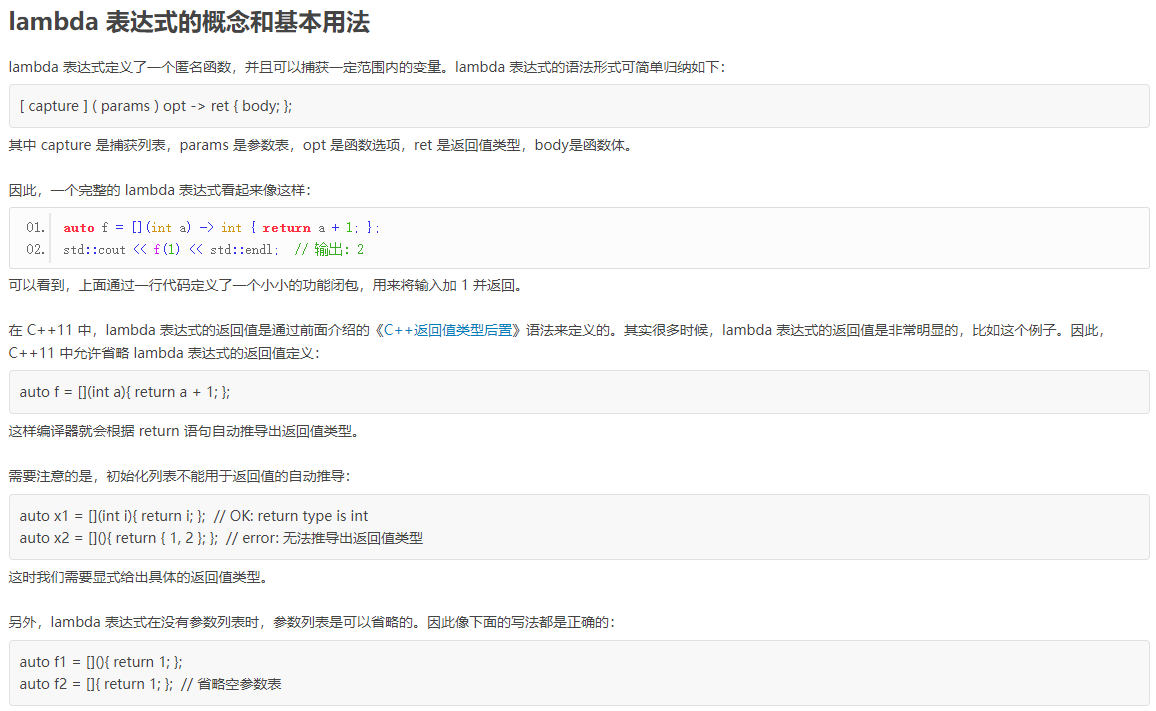 lambda 表达式的概念和基本用法
lambda 表达式定义了一个匿名函数，并且可以捕获一定范围内的变量。lambda 表达式的语法形式可简单归纳如下：
[ capture ] ( params ) opt -> ret { body; };
其中 capture 是捕获列表，params 是参数表，opt 是函数选项，ret 是返回值类型，body是函数体。
因此，一个完整的 lambda 表达式看起来像这样：
01. auto f = [](int a) -> int { return a + 1; };
02. std::cout << f(1) << std::endl;  // 输出: 2
可以看到，上面通过一行代码定义了一个小小的功能闭包，用来将输入加 1 并返回。
在 C++11 中，lambda 表达式的返回值是通过前面介绍的《C++返回值类型后置》语法来定义的。其实很多时候，lambda 表达式的返回值是非常明显的，比如这个例子。因此，
C++11 中允许省略 lambda 表达式的返回值定义：
auto f = [](int a){ return a + 1; };
这样编译器就会根据 return 语句自动推导出返回值类型。
需要注意的是，初始化列表不能用于返回值的自动推导：
auto x1 = [](int i){ return i; };  // OK: return type is int
auto x2 = [](){ return { 1, 2 }; };  // error: 无法推导出返回值类型
这时我们需要显式给出具体的返回值类型。
另外，lambda 表达式在没有参数列表时，参数列表是可以省略的。因此像下面的写法都是正确的：
auto f1 = [](){ return 1; };
auto f2 = []{ return 1; };  // 省略空参数表